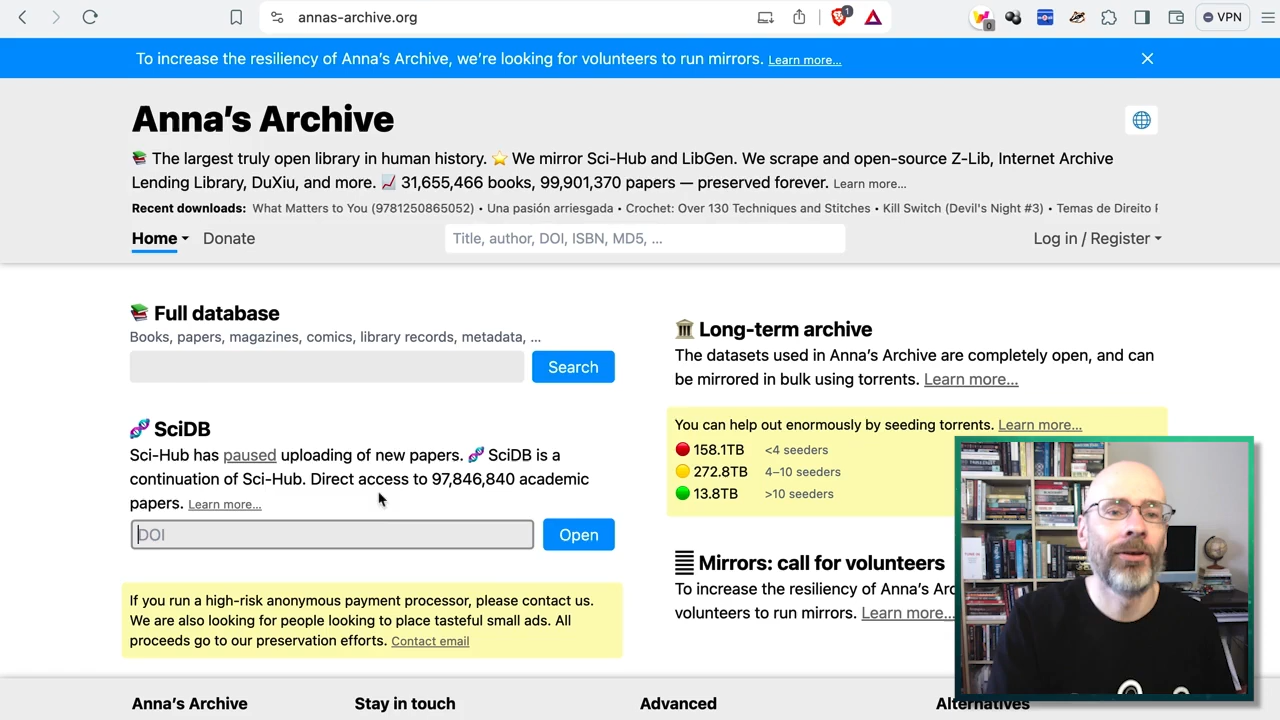 annas-archive.org
1
0
VPN
To increase the resiliency of Anna's Archive, we're looking for volunteers to run mirrors. Learn more...
Anna's Archive
📚 The largest truly open library in human history. ⭐ We mirror Sci-Hub and LibGen. We scrape and open-source Z-Lib, Internet Archive
Lending Library, DuXiu, and more. 📈 31,655,466 books, 99,901,370 papers — preserved forever. Learn more...
Recent downloads: What Matters to You (9781250865052) • Una pasión arriesgada • Crochet: Over 130 Techniques and Stitches • Kill Switch (Devil's Night #3) • Temas de Direito
Home Donate Title, author, DOI, ISBN, MD5, ... Log in / Register
📚 Full database
Books, papers, magazines, comics, library records, metadata, ...
Search
🧬 SciDB
Sci-Hub has paused uploading of new papers. 🧬 SciDB is a
continuation of Sci-Hub. Direct access to 97,846,840 academic
papers. Learn more...
DOI Open
If you run a high-risk anonymous payment processor, please contact us.
We are also looking for people looking to place tasteful small ads. All
proceeds go to our preservation efforts. Contact email
🏛️ Long-term archive
The datasets used in Anna's Archive are completely open, and can
be mirrored in bulk using torrents. Learn more...
You can help out enormously by seeding torrents. Learn more...
🔴 158.1TB <4 seeders
🟡 272.8TB 4–10 seeders
🟢 13.8TB >10 seeders
Mirrors: call for volunteers
To increase the resiliency of Anna's Arc
volunteers to run mirrors. Learn more...
Anna's Archive Stay in touch Advanced Alternatives